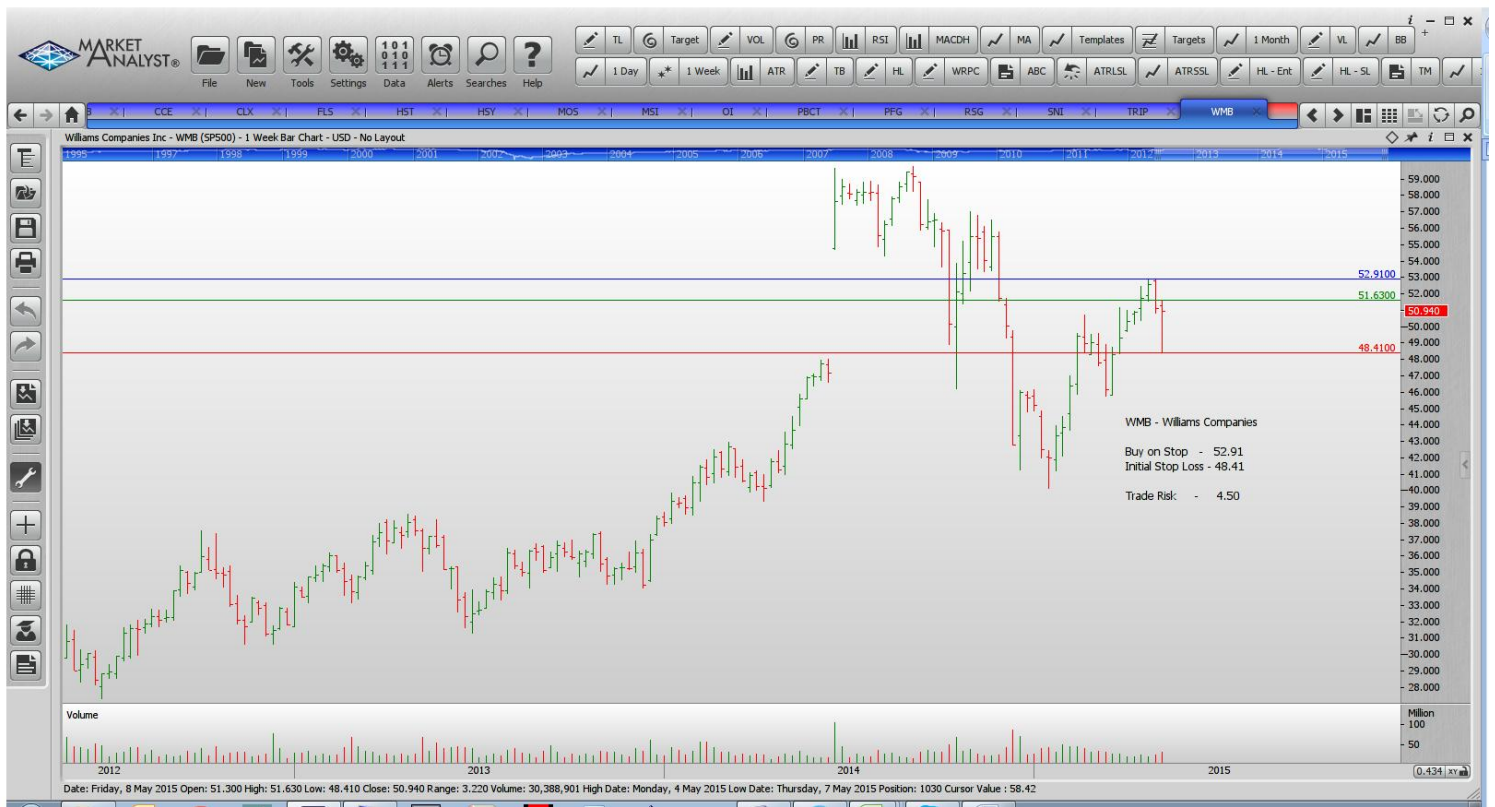 MARKET
ANALYST®
File New Tools Settings Data Alerts Searches Help
101
010
111
TL Target VOL PR RSI MACDH MA Templates Targets 1 Month VL BB
1 Day 1 Week ATR TB HL WRPC ABC ATRLSL ATRSSL HL - Ent HL - SL TM
CCE CLX FLS HST HSY MOS MSI OI PBCT PFG RSG SNI TRIP WMB
Williams Companies Inc - WMB (SP500) - 1 Week Bar Chart - USD - No Layout
1995 1997 1998 1999 2000 2001 2002 2003 2004 2005 2006 2007 2008 2009 2010 2011 2012 2013 2014 2015
59.000
58.000
57.000
56.000
55.000
54.000
52.9100
53.000
51.6300
52.000
50.940
50.000
49.000
48.4100
48.000
47.000
46.000
45.000
44.000
WMB - Williams Companies
43.000
42.000
Buy on Stop - 52.91
Initial Stop Loss - 48.41
41.000
40.000
Trade Risk - 4.50
39.000
38.000
37.000
36.000
35.000
34.000
33.000
32.000
31.000
30.000
29.000
28.000
Volume
Million
100
50
2012 2013 2014 2015
0.434 XY
Date: Friday, 8 May 2015 Open: 51.300 High: 51.630 Low: 48.410 Close: 50.940 Range: 3.220 Volume: 30,388,901 High Date: Monday, 4 May 2015 Low Date: Thursday, 7 May 2015 Position: 1030 Cursor Value : 58.42